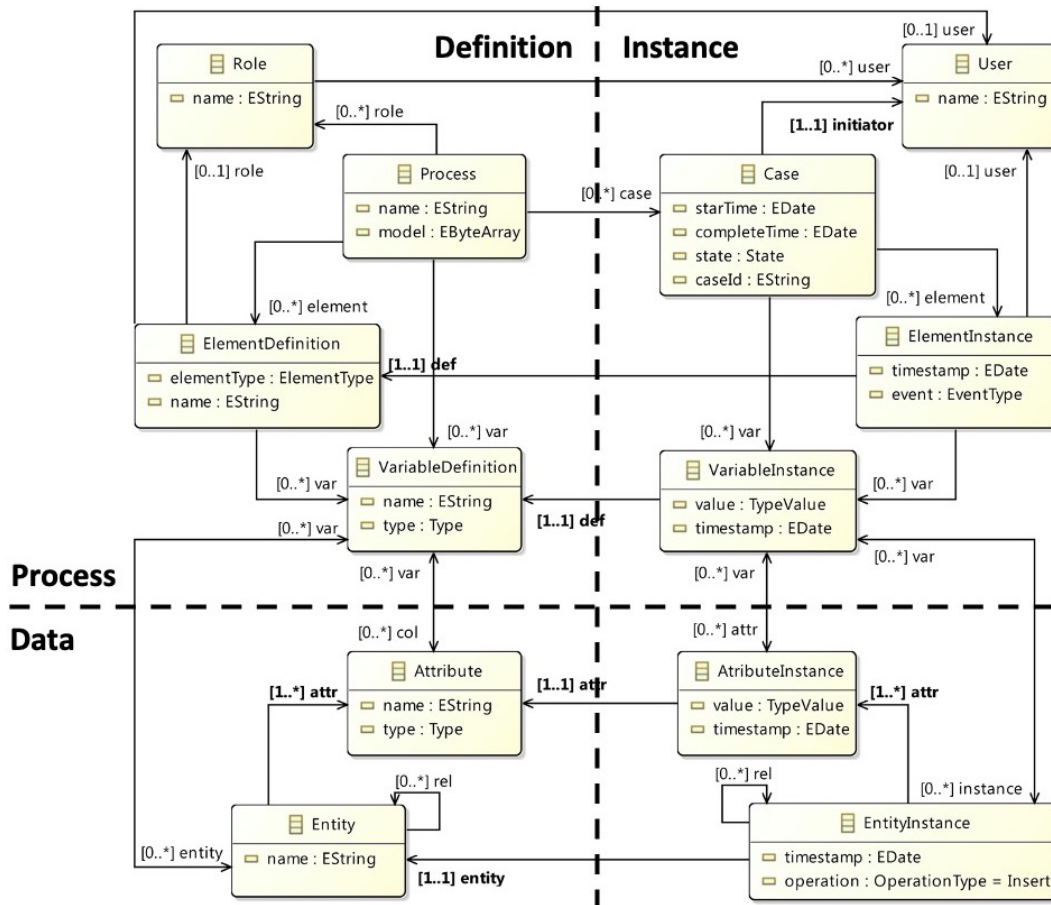 [0..1] user
Definition
Instance
Role
name : EString
[0..*] user
User
name : EString
[0..*] role
[1..1] initiator
[0..1] role
Process
name : EString
model : EByteArray
[0..*] case
Case
starTime : EDate
completeTime : EDate
state : State
caseId : EString
[0..1] user
[0..*] element
[0..*] element
ElementDefinition
elementType : ElementType
name : EString
[1..1] def
ElementInstance
timestamp : EDate
event : EventType
[0..*] var
[0..*] var
VariableDefinition
name : EString
type : Type
[0..*] var
[0..*] var
[1..1] def
VariableInstance
value : TypeValue
timestamp : EDate
[0..*] var
[0..*] var
Process
[0..*] var
[0..*] var
Data
[0..*] col
[0..*] attr
Attribute
name : EString
type : Type
[1..*] attr
[1..1] attr
AtributeInstance
value : TypeValue
timestamp : EDate
[1..*] attr
[0..*] rel
[0..*] rel
[0..*] instance
Entity
name : EString
[0..*] entity
[1..1] entity
EntityInstance
timestamp : EDate
operation : OperationType = Insert